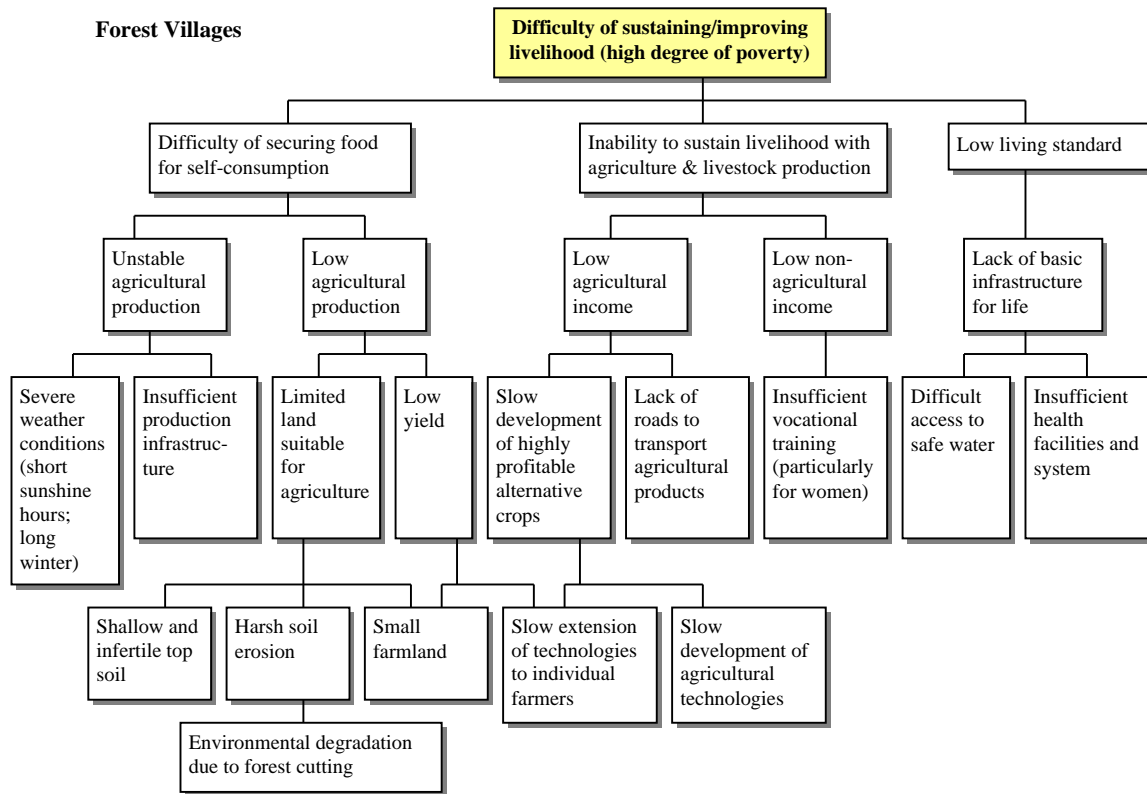 Forest Villages
Difficulty of sustaining/improving
livelihood (high degree of poverty)
Difficulty of securing food
for self-consumption
Inability to sustain livelihood with
agriculture & livestock production
Low living standard
Unstable
agricultural
production
Low
agricultural
production
Low
agricultural
income
Low non-
agricultural
income
Lack of basic
infrastructure
for life
Severe
weather
conditions
(short
sunshine
hours;
long
winter)
Insufficient
production
infrastruc-
ture
Limited
land
suitable
for
agriculture
Low
yield
Slow
development
of highly
profitable
alternative
crops
Lack of
roads to
transport
agricultural
products
Insufficient
vocational
training
(particularly
for women)
Difficult
access to
safe water
Insufficient
health
facilities and
system
Shallow and
infertile top
soil
Harsh soil
erosion
Small
farmland
Slow extension
of technologies
to individual
farmers
Slow
development of
agricultural
technologies
Environmental degradation
due to forest cutting